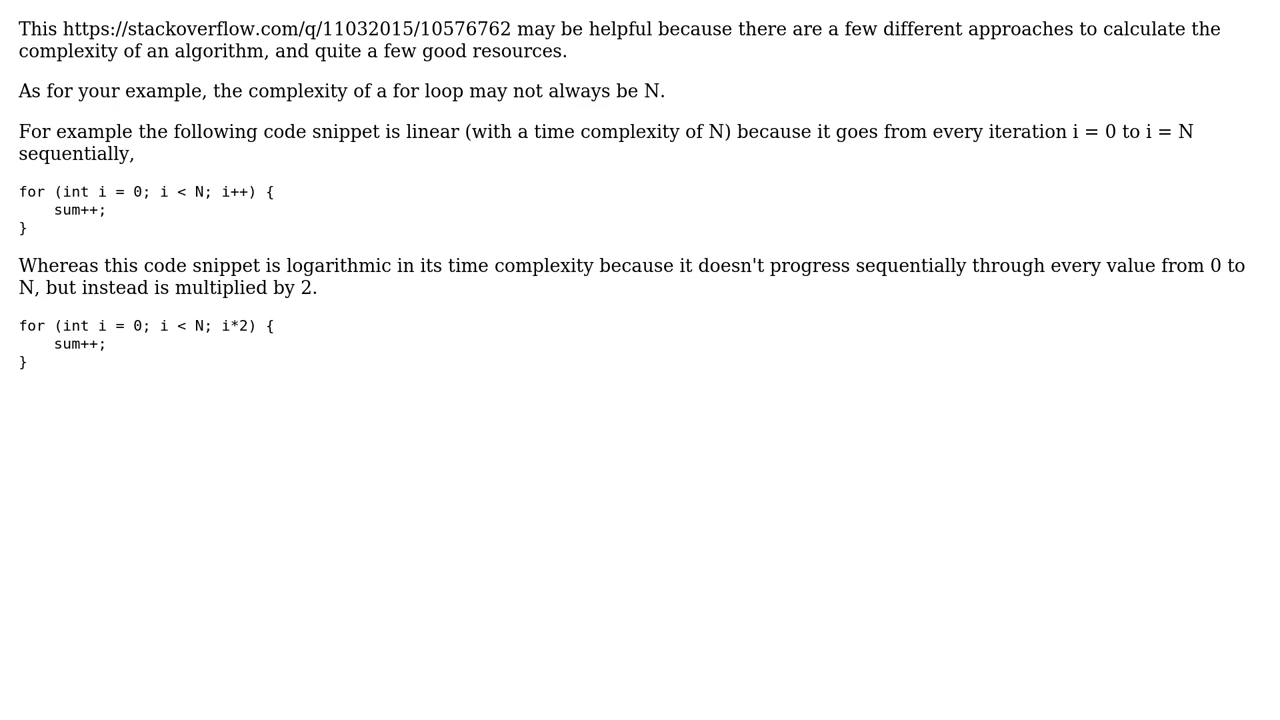 This https://stackoverflow.com/q/11032015/10576762 may be helpful because there are a few different approaches to calculate the
complexity of an algorithm, and quite a few good resources.
As for your example, the complexity of a for loop may not always be N.
For example the following code snippet is linear (with a time complexity of N) because it goes from every iteration i = 0 to i = N
sequentially,
for (int i = 0; i < N; i++) {
    sum++;
}
Whereas this code snippet is logarithmic in its time complexity because it doesn't progress sequentially through every value from 0 to
N, but instead is multiplied by 2.
for (int i = 0; i < N; i*2) {
    sum++;
}